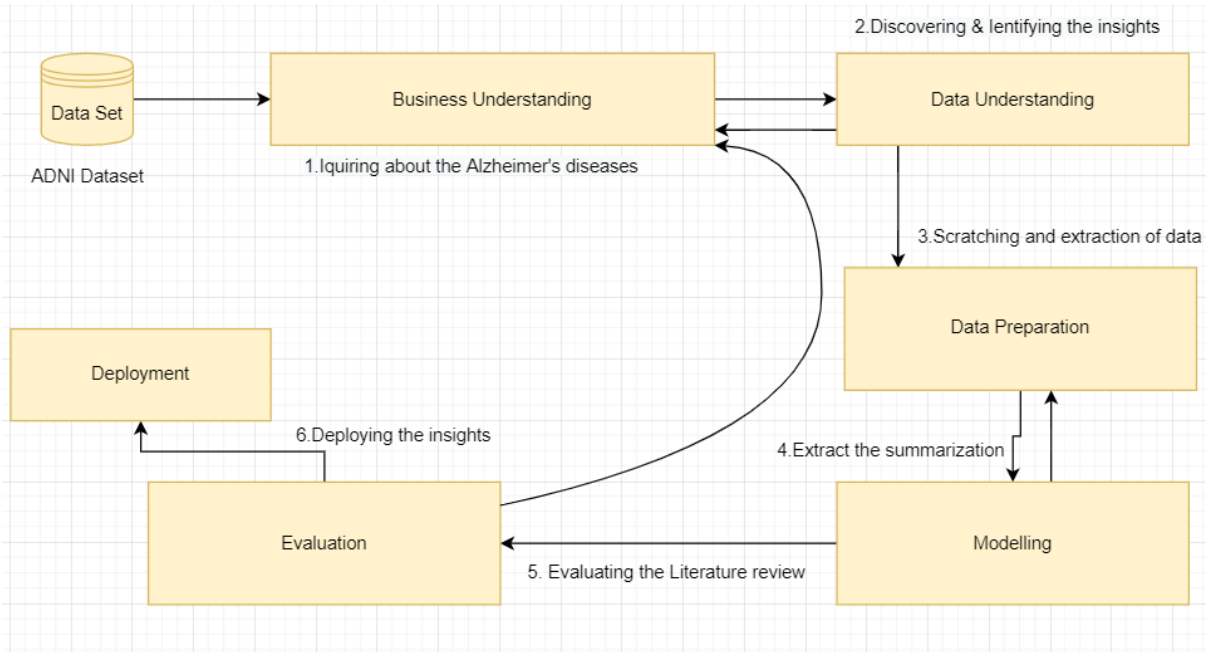 2.Discovering & lentifying the insights
Data Set
Business Understanding
Data Understanding
ADNI Dataset
1.Iquiring about the Alzheimer's diseases
3.Scratching and extraction of data
Data Preparation
Deployment
6.Deploying the insights
4.Extract the summarization
Evaluation
Modelling
5. Evaluating the Literature review